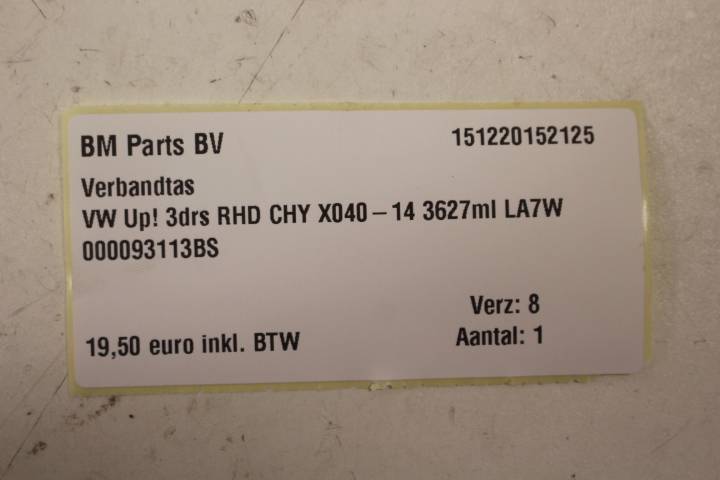 BM Parts BV 151220152125
Verbandtas
VW Up! 3drs RHD CHY X040 – 14 3627ml LA7W
000093113BS
Verz: 8
19,50 euro inkl. BTW Aantal: 1